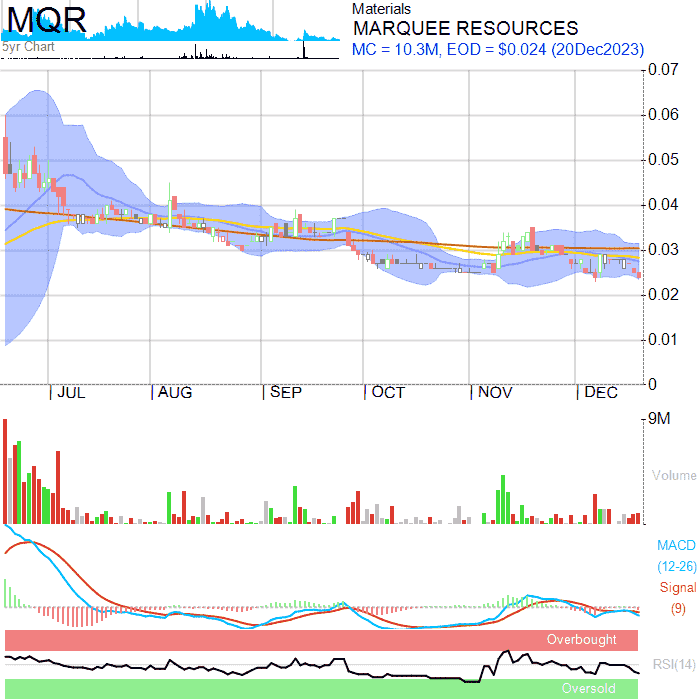 MQR
5yr Chart
Materials
MARQUEE RESOURCES
MC = 10.3M, EOD = $0.024 (20Dec2023)
0.07
0.06
0.05
0.04
0.03
0.02
0.01
0
JUL AUG SEP OCT NOV DEC
9M
Volume
MACD
(12-26)
Signal
(9)
Overbought
RSI(14)
Oversold